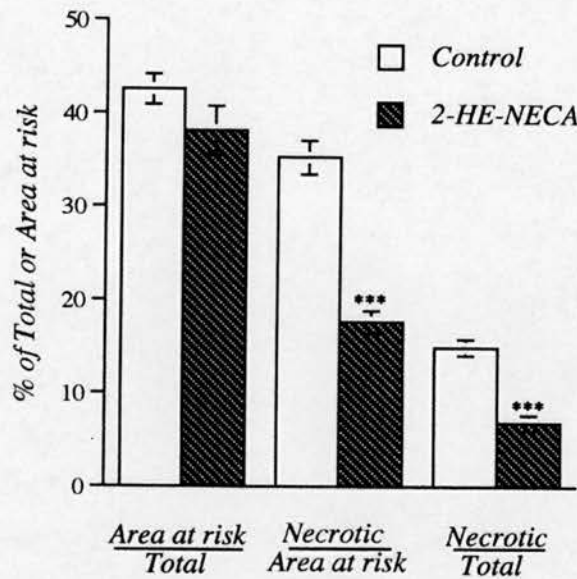 % of Total or Area at risk
50
40
30
20
10
0
Control
2-HE-NECA
***
***
Area at risk
Total
Necrotic
Area at risk
Necrotic
Total